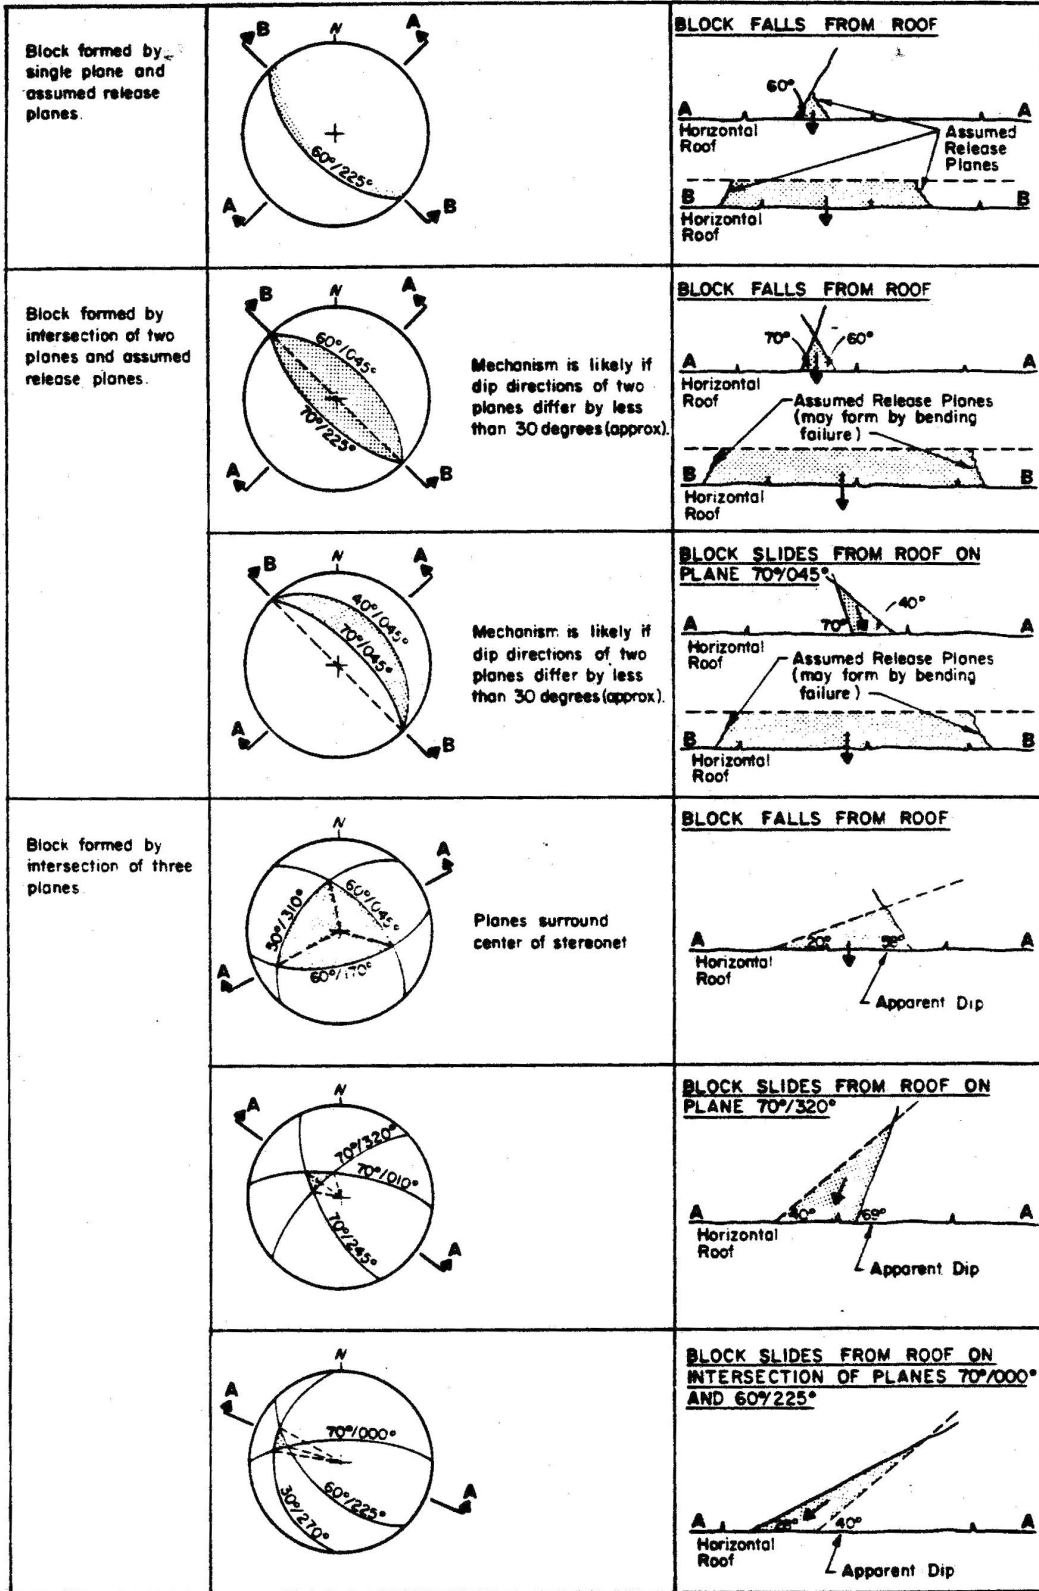 Block formed by
single plane and
assumed release
planes.
B
N
A
60°/225°
A
B
BLOCK FALLS FROM ROOF
60°
A
A
Horizontal
Roof
Assumed
Release
Planes
B
B
Horizontal
Roof
Block formed by
intersection of two
planes and assumed
release planes.
B
N
A
60°/045°
70°/225°
A
B
Mechanism is likely if
dip directions of two
planes differ by less
than 30 degrees (approx).
BLOCK FALLS FROM ROOF
70°
60°
A
A
Horizontal
Roof
Assumed Release Planes
(may form by bending
failure)
B
B
Horizontal
Roof
B
N
A
40°/045°
70°/045°
A
B
Mechanism is likely if
dip directions of two
planes differ by less
than 30 degrees (approx).
BLOCK SLIDES FROM ROOF ON
PLANE 70°/045°
70°
40°
A
A
Horizontal
Roof
Assumed Release Planes
(may form by bending
failure)
B
B
Horizontal
Roof
Block formed by
intersection of three
planes
N
A
50°/310°
60°/045°
60°/170°
A
Planes surround
center of stereonet
BLOCK FALLS FROM ROOF
A
20°
58°
A
Horizontal
Roof
Apparent Dip
A
N
70°/320°
70°/010°
70°/245°
A
BLOCK SLIDES FROM ROOF ON
PLANE 70°/320°
A
40°
69°
A
Horizontal
Roof
Apparent Dip
N
A
70°/000°
60°/225°
30°/270°
A
BLOCK SLIDES FROM ROOF ON
INTERSECTION OF PLANES 70°/000°
AND 60°/225°
A
40°
A
Horizontal
Roof
Apparent Dip